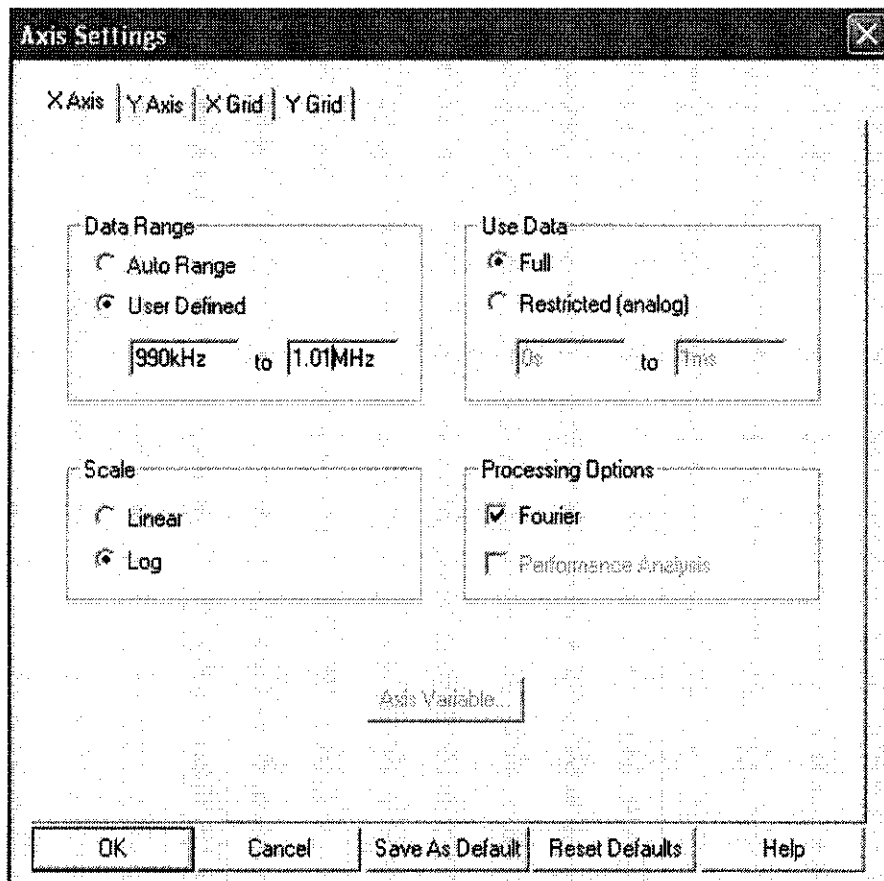 Axis Settings
X Axis Y Axis X Grid Y Grid
Data Range
Auto Range
User Defined
990kHz to 1.01MHz
Use Data
Full
Restricted (analog)
0s to 1ms
Scale
Linear
Log
Processing Options
Fourier
Performance Analysis
Axis Variable...
OK Cancel Save As Default Reset Defaults Help